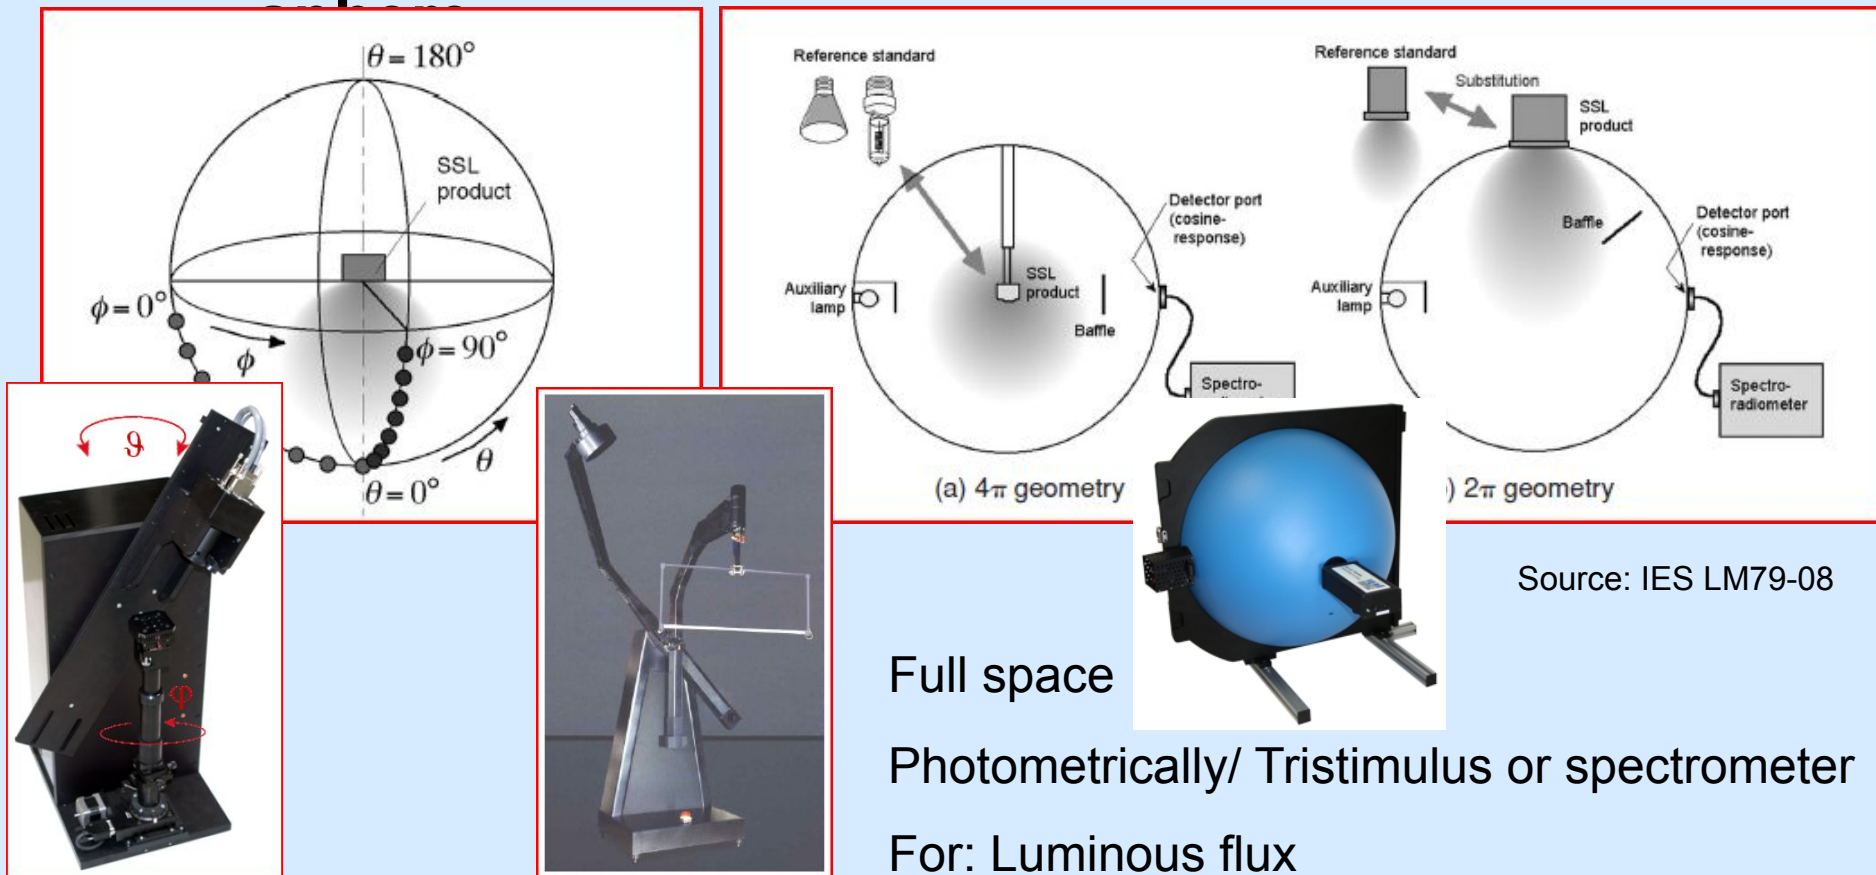 θ = 180°
SSL
product
ϕ = 0°
ϕ
ϕ = 90°
θ
θ = 0°
ϑ
φ
Reference standard
SSL
product
Detector port
(cosine-
response)
Auxiliary
lamp
Baffle
Spectro-
(a) 4π geometry
Reference standard
Substitution
SSL
product
Baffle
Detector port
(cosine-
response)
Auxiliary
lamp
Spectro-
radiometer
) 2π geometry
Source: IES LM79-08
Full space
Photometrically/ Tristimulus or spectrometer
For: Luminous flux